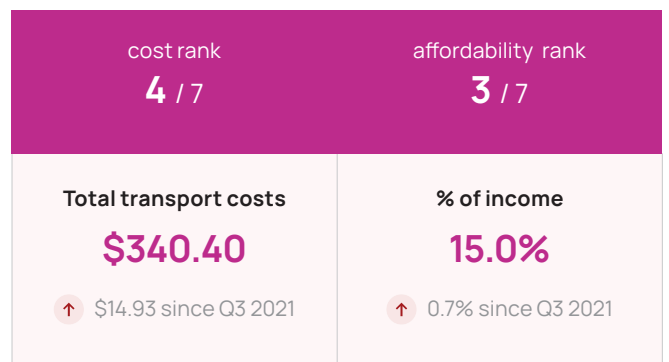 cost rank
4 / 7
affordability rank
3 / 7
Total transport costs
$340.40
↑ $14.93 since Q3 2021
% of income
15.0%
↑ 0.7% since Q3 2021